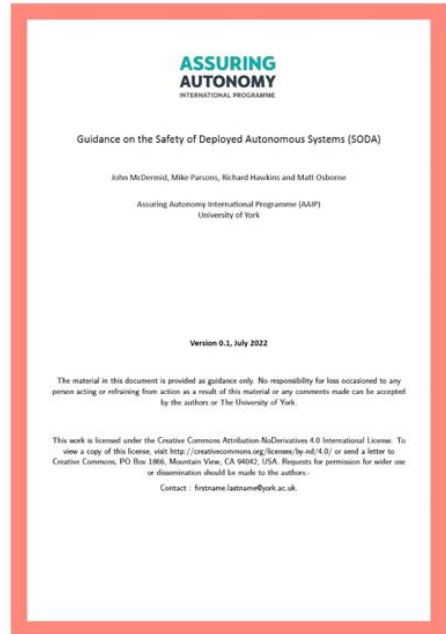 ASSURING
AUTONOMY
INTERNATIONAL PROGRAMME
Guidance on the Safety of Deployed Autonomous Systems (SODA)
John McDermid, Mike Parsons, Richard Hawkins and Matt Osborne
Assuring Autonomy International Programme (AAIP)
University of York
Version 0.1, July 2022
The material in this document is provided as guidance only. No responsibility for loss occasioned to any
person acting or refraining from action as a result of this material or any comments made can be accepted
by the authors or The University of York.
This work is licensed under the Creative Commons Attribution-NoDerivatives 4.0 International License. To
view a copy of this license, visit http://creativecommons.org/licenses/by-nd/4.0/ or send a letter to
Creative Commons, PO Box 1866, Mountain View, CA 94042, USA. Requests for permission for wider use
or dissemination should be made to the authors:-
Contact : firstname.lastname@york.ac.uk.